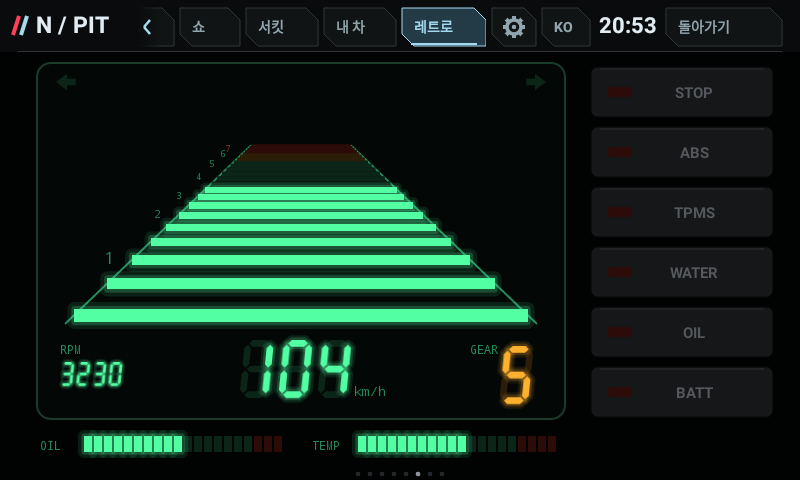 N / PIT
쇼
서킷
내 차
레트로
KO
20:53
돌아가기
7
6
5
4
3
2
1
RPM
3230
104
km/h
GEAR
5
STOP
ABS
TPMS
WATER
OIL
BATT
OIL
TEMP